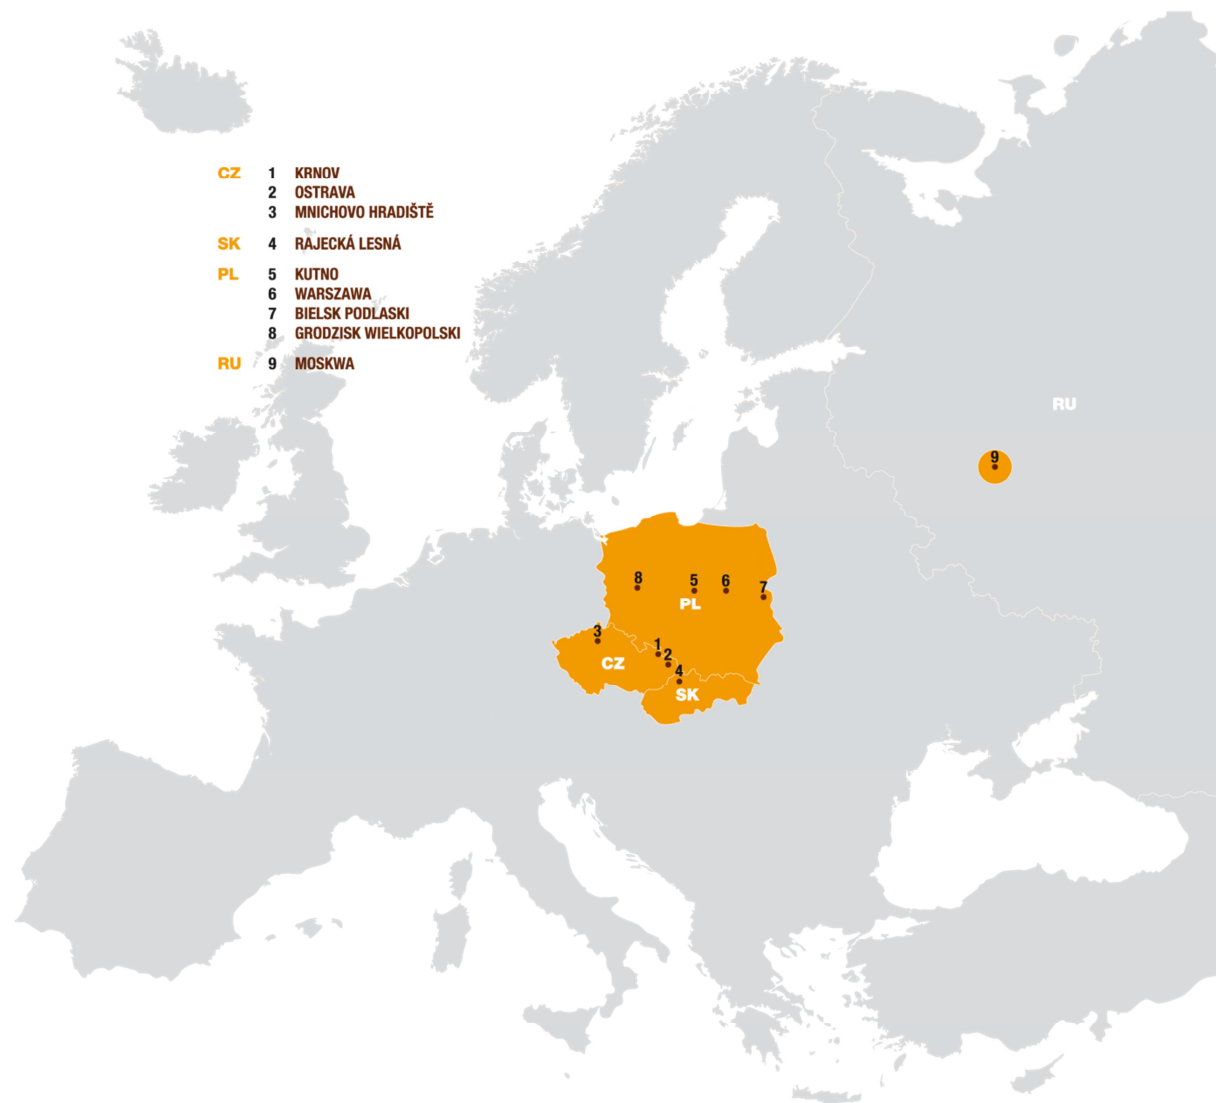 CZ 1 KRNOV
2 OSTRAVA
3 MNICHOVO HRADIŠTĚ
SK 4 RAJECKÁ LESNÁ
PL 5 KUTNO
6 WARSZAWA
7 BIELSK PODLASKI
8 GRODZISK WIELKOPOLSKI
RU 9 MOSKWA
RU
9
8 5 6 7
PL
3 1
2
CZ
4
SK